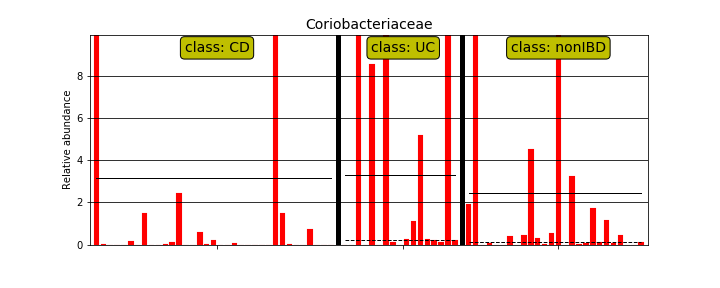 Coriobacteriaceae
class: CD
class: UC
class: nonIBD
Relative abundance
8
6
4
2
0